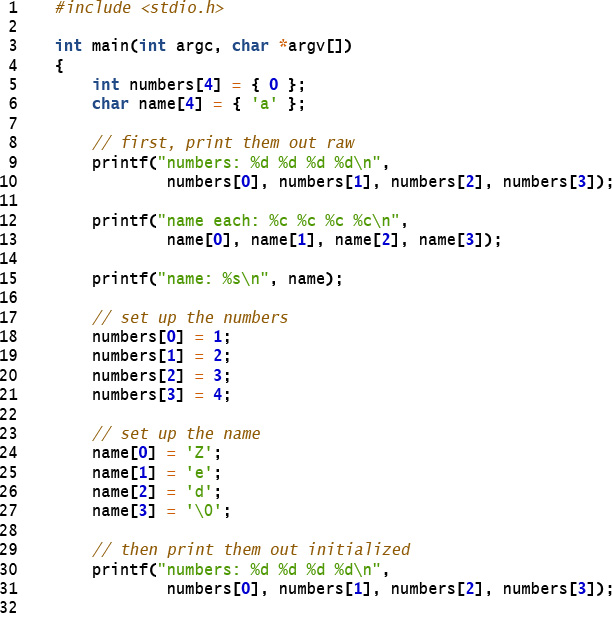 1 #include <stdio.h>
2
3 int main(int argc, char *argv[])
4 {
5     int numbers[4] = { 0 };
6     char name[4] = { 'a' };
7
8     // first, print them out raw
9     printf("numbers: %d %d %d %d\n",
10             numbers[0], numbers[1], numbers[2], numbers[3]);
11
12     printf("name each: %c %c %c %c\n",
13             name[0], name[1], name[2], name[3]);
14
15     printf("name: %s\n", name);
16
17     // set up the numbers
18     numbers[0] = 1;
19     numbers[1] = 2;
20     numbers[2] = 3;
21     numbers[3] = 4;
22
23     // set up the name
24     name[0] = 'Z';
25     name[1] = 'e';
26     name[2] = 'd';
27     name[3] = '\0';
28
29     // then print them out initialized
30     printf("numbers: %d %d %d %d\n",
31             numbers[0], numbers[1], numbers[2], numbers[3]);
32